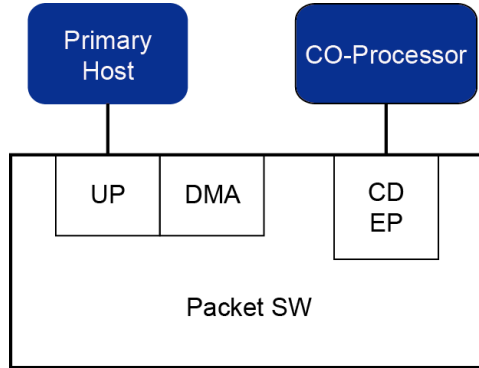 Primary
Host
CO-Processor
UP
DMA
CD
EP
Packet SW